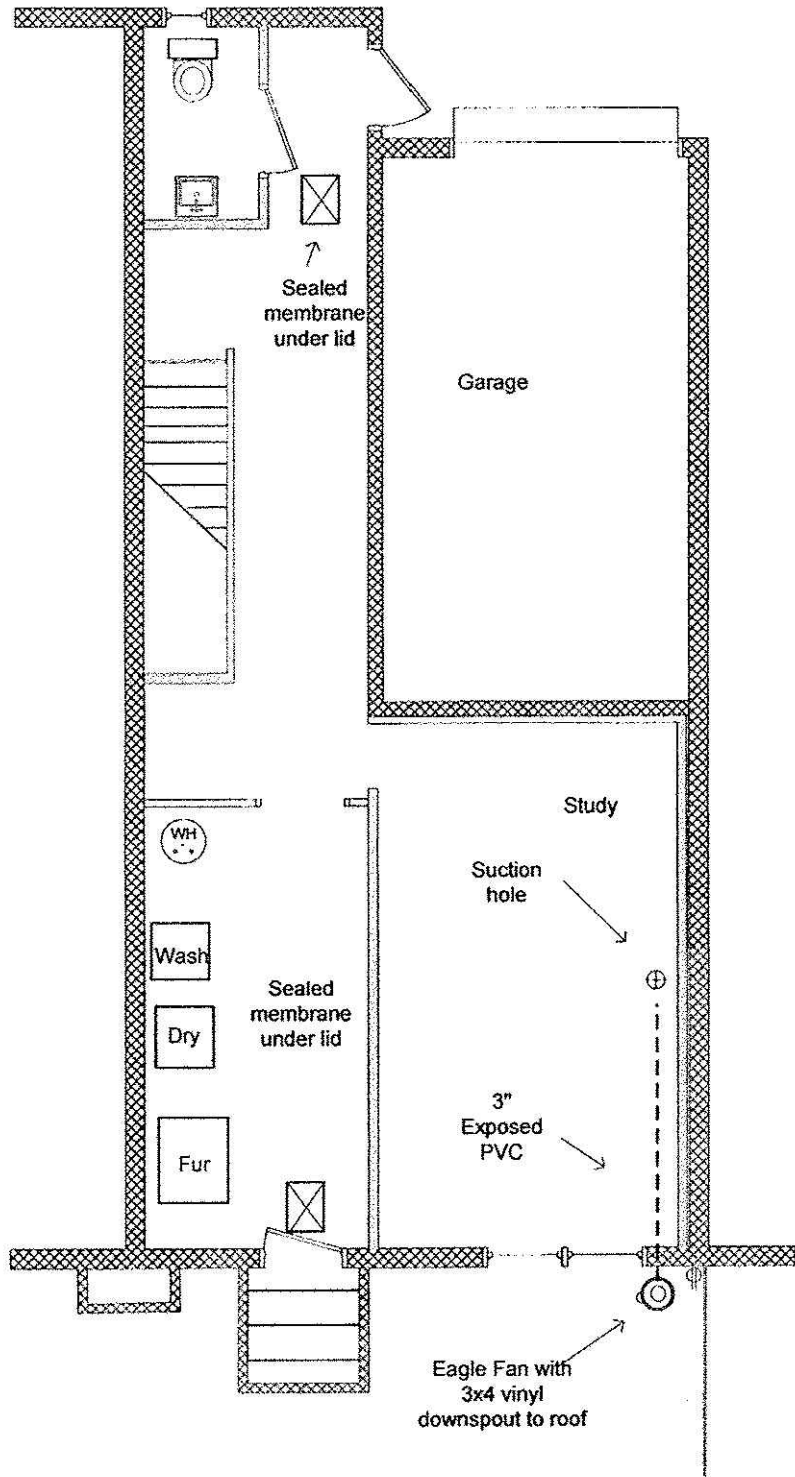 Sealed
membrane
under lid
Garage
Study
WH
Suction
hole
Wash
Sealed
membrane
under lid
Dry
3"
Exposed
PVC
Fur
Eagle Fan with
3x4 vinyl
downspout to roof